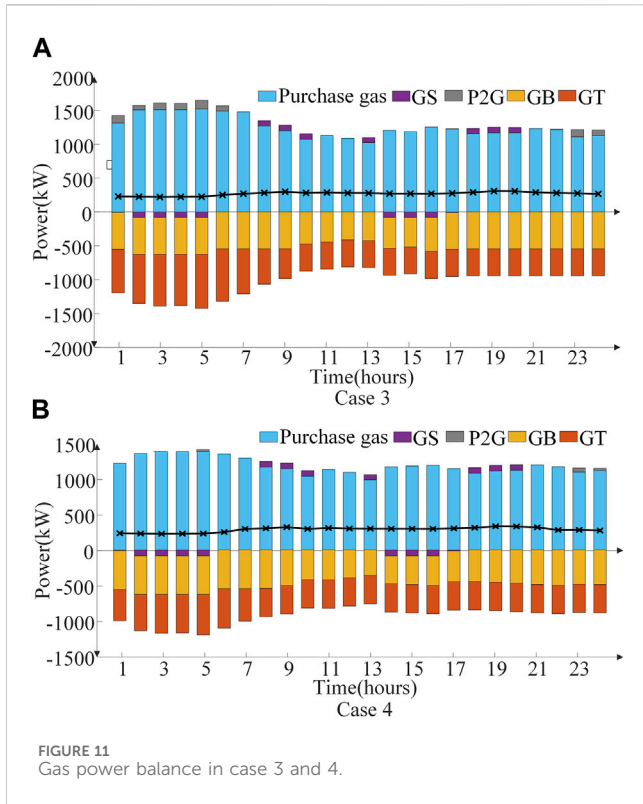 A
2000
1500
1000
500
0
-500
-1000
-1500
-2000
Power(kW)
Purchase gas GS P2G GB GT
1 3 5 7 9 11 13 15 17 19 21 23
Time(hours)
Case 3
B
1500
1000
500
0
-500
-1000
-1500
Power(kW)
Purchase gas GS P2G GB GT
1 3 5 7 9 11 13 15 17 19 21 23
Time(hours)
Case 4
FIGURE 11
Gas power balance in case 3 and 4.